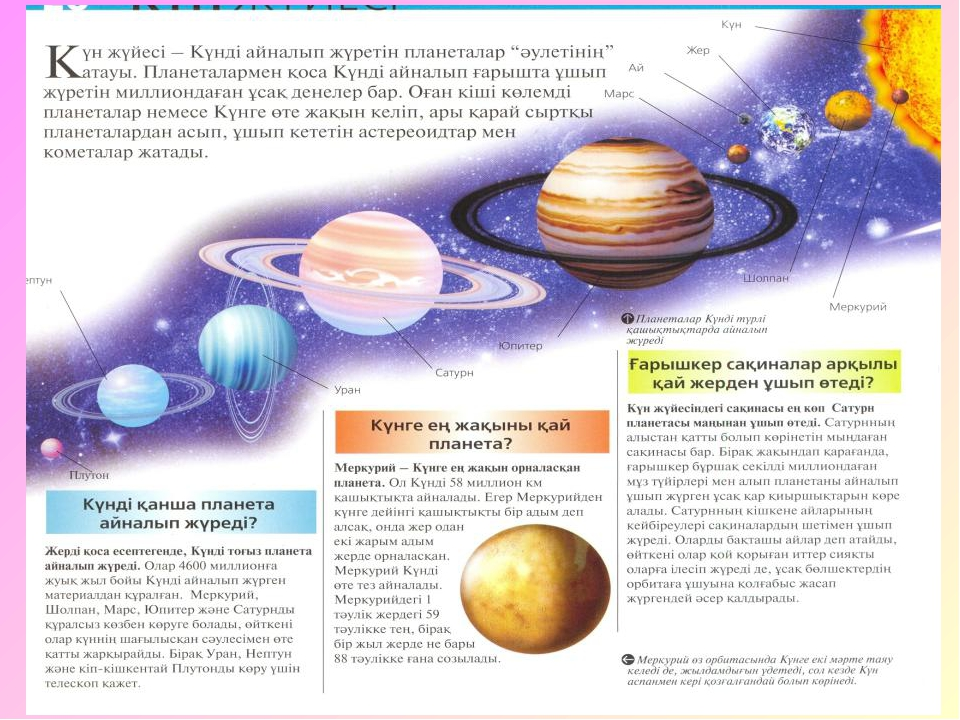 Күн жүйесі – Күнді айналып жүретін планеталар “әулетінің”
атауы. Планеталармен қоса Күнді айналып ғарышта ұшып
жүретін миллиондаған ұсақ денелер бар. Оған кіші көлемді
планеталар немесе Күнге өте жақын келіп, ары қарай сыртқы
планеталардан асып, ұшып кететін астереоидтар мен
кометалар жатады.
Күн
Жер
Ай
Марс
Шолпан
Меркурий
Юпитер
Сатурн
Уран
ептун
Плутон
Планеталар Күнді түрлі
қашықтықтарда айналып
жүреді
Күнді қанша планета
айналып жүреді?
Жерді қоса есептегенде, Күнді тоғыз планета
айналып жүреді. Олар 4600 миллионға
жуық жыл бойы Күнді айналып жүрген
материалдан құралған. Меркурий,
Шолпан, Марс, Юпитер және Сатурнды
құралсыз көзбен көруге болады, өйткені
олар күннің шағылысқан сәулесімен өте
қатты жарқырайды. Бірақ Уран, Нептун
және кіп-кішкентай Плутонды көру үшін
телескоп қажет.
Күнге ең жақыны қай
планета?
Меркурий – Күнге ең жақын орналасқан
планета. Ол Күнді 58 миллион км
қашықтықта айналады. Егер Меркурийден
күнге дейінгі қашықтықты бір адым деп
алсақ, онда жер одан
екі жарым адым
жерде орналасқан.
Меркурий Күнді
өте тез айналады.
Меркурийдегі 1
тәулік жердегі 59
тәулікке тең, бірақ
бір жыл жерде не бары
88 тәулікке ғана созылады.
Ғарышкер сақиналар арқылы
қай жерден ұшып өтеді?
Күн жүйесіндегі сақинасы ең көп Сатурн
планетасы маңынан ұшып өтеді. Сатурнның
алыстан қатты болып көрінетін мыңдаған
сақинасы бар. Бірақ жақындап қарағанда,
ғарышкер бұршақ секілді миллиондаған
мұз түйірлері мен алып планетаны айналып
ұшып жүрген ұсақ қар қиыршықтарын көре
алады. Сатурнның кішкене айларының
кейбіреулері сақиналардың шетімен ұшып
жүреді. Оларды бақташы айлар деп атайды,
өйткені олар қой қорыған иттер сияқты
оларға ілесіп жүреді де, ұсақ бөлшектердің
орбитаға ұшуына қолғабыс жасап
жүргендей әсер қалдырады.
Меркурий өз орбитасында Күнге екі мәрте таяу
келеді де, жылдамдығын үдетеді, сол кезде Күн
аспанмен кері қозғалғандай болып көрінеді.